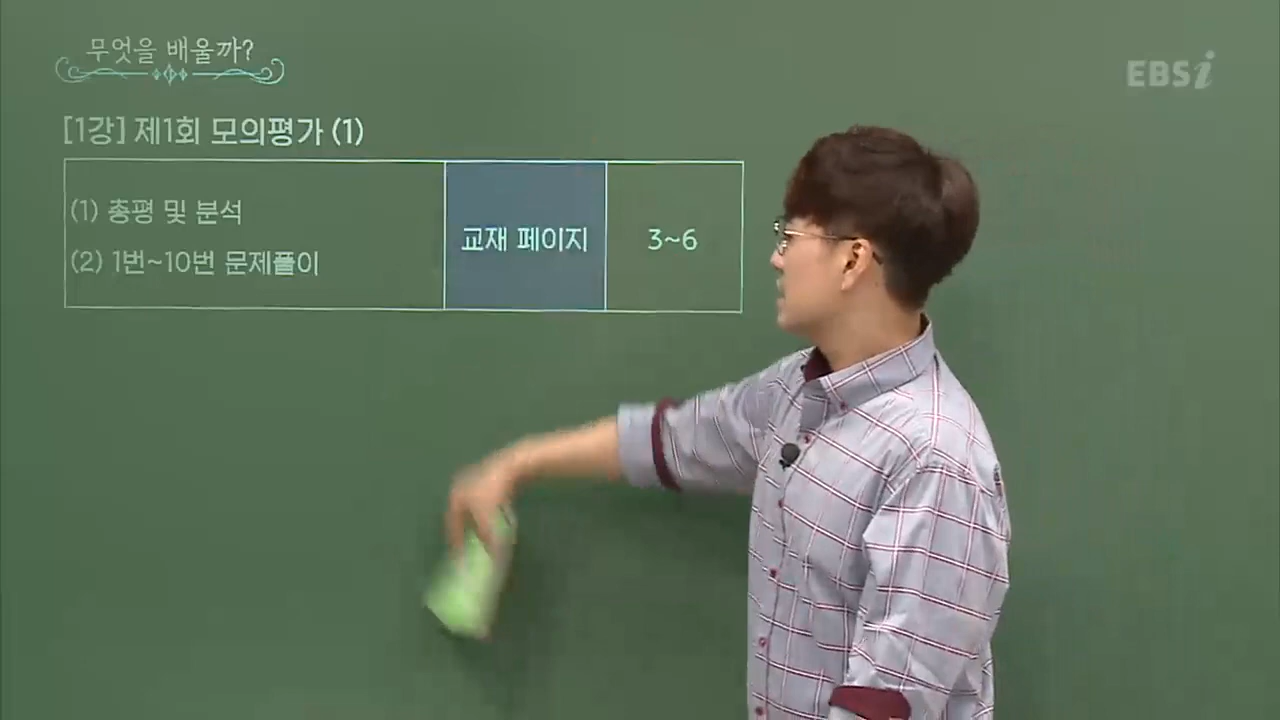 무엇을 배울까?
EBSi
[1강] 제1회 모의평가 (1)
(1) 총평 및 분석
(2) 1번~10번 문제풀이
교재 페이지
3~6